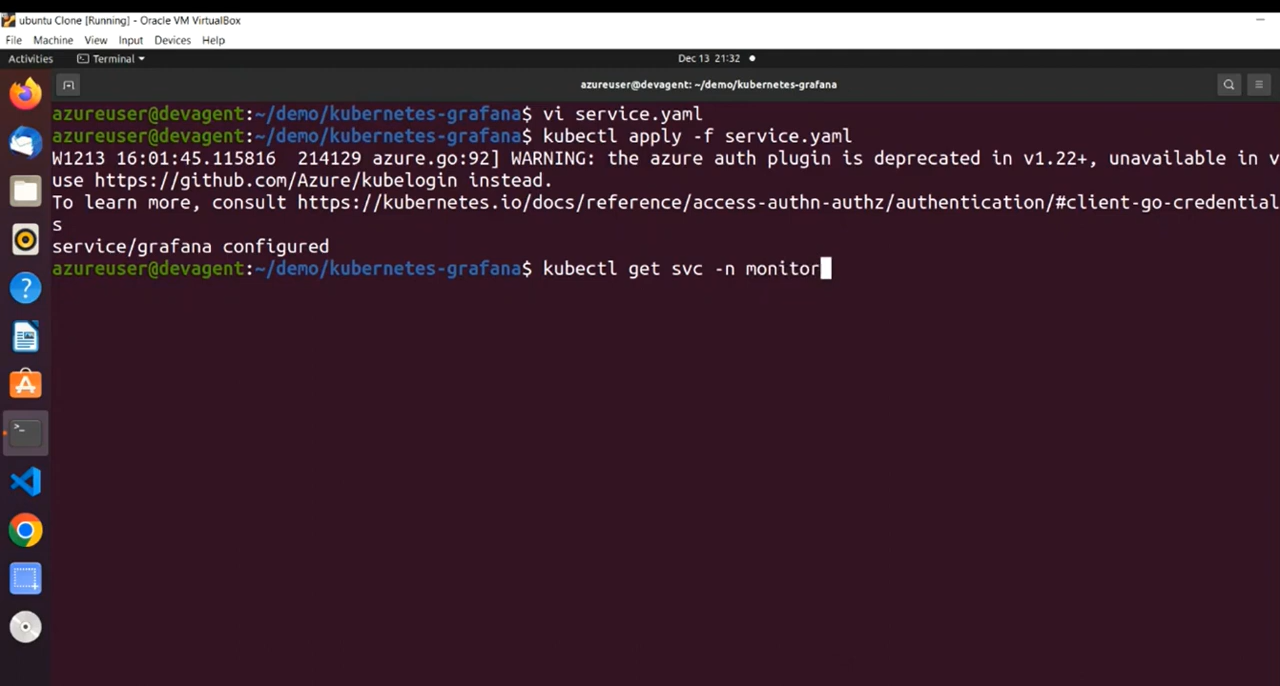 ubuntu Clone [Running] - Oracle VM VirtualBox
File Machine View Input Devices Help
Activities Terminal Dec 13 21:32
azureuser@devagent: ~/demo/kubernetes-grafana
azureuser@devagent:~/demo/kubernetes-grafana$ vi service.yaml
azureuser@devagent:~/demo/kubernetes-grafana$ kubectl apply -f service.yaml
W1213 16:01:45.115816 214129 azure.go:92] WARNING: the azure auth plugin is deprecated in v1.22+, unavailable in v
use https://github.com/Azure/kubelogin instead.
To learn more, consult https://kubernetes.io/docs/reference/access-authn-authz/authentication/#client-go-credential
s
service/grafana configured
azureuser@devagent:~/demo/kubernetes-grafana$ kubectl get svc -n monitor